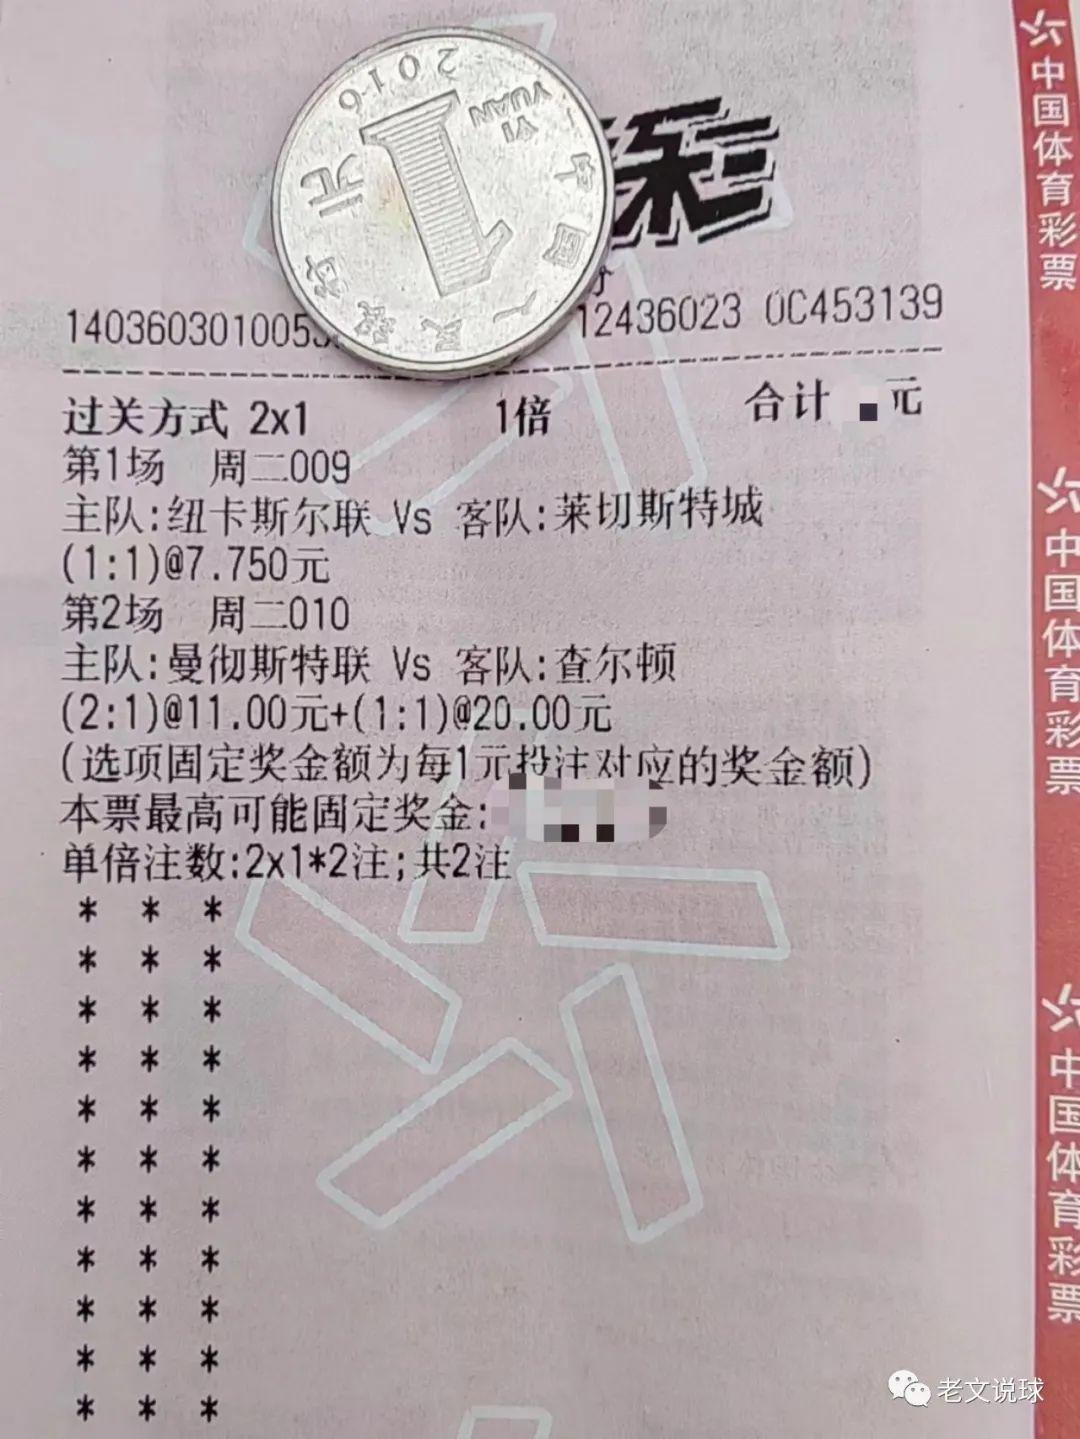 彩
2016
YI YUAN
1
元
中国人民银行
1403603010053
12436023 0C453139
过关方式 2x1 1倍 合计 元
第1场 周二009
主队:纽卡斯尔联 Vs 客队:莱切斯特城
(1:1)@7.750元
第2场 周二010
主队:曼彻斯特联 Vs 客队:查尔顿
(2:1)@11.00元+(1:1)@20.00元
(选项固定奖金额为每1元投注对应的奖金额)
本票最高可能固定奖金:
单倍注数:2x1*2注;共2注
* * *
* * *
* * *
* * *
* * *
* * *
* * *
* * *
* * *
* * *
* * *
中国体育彩票
中国体育彩票
中国体育彩票
老文说球